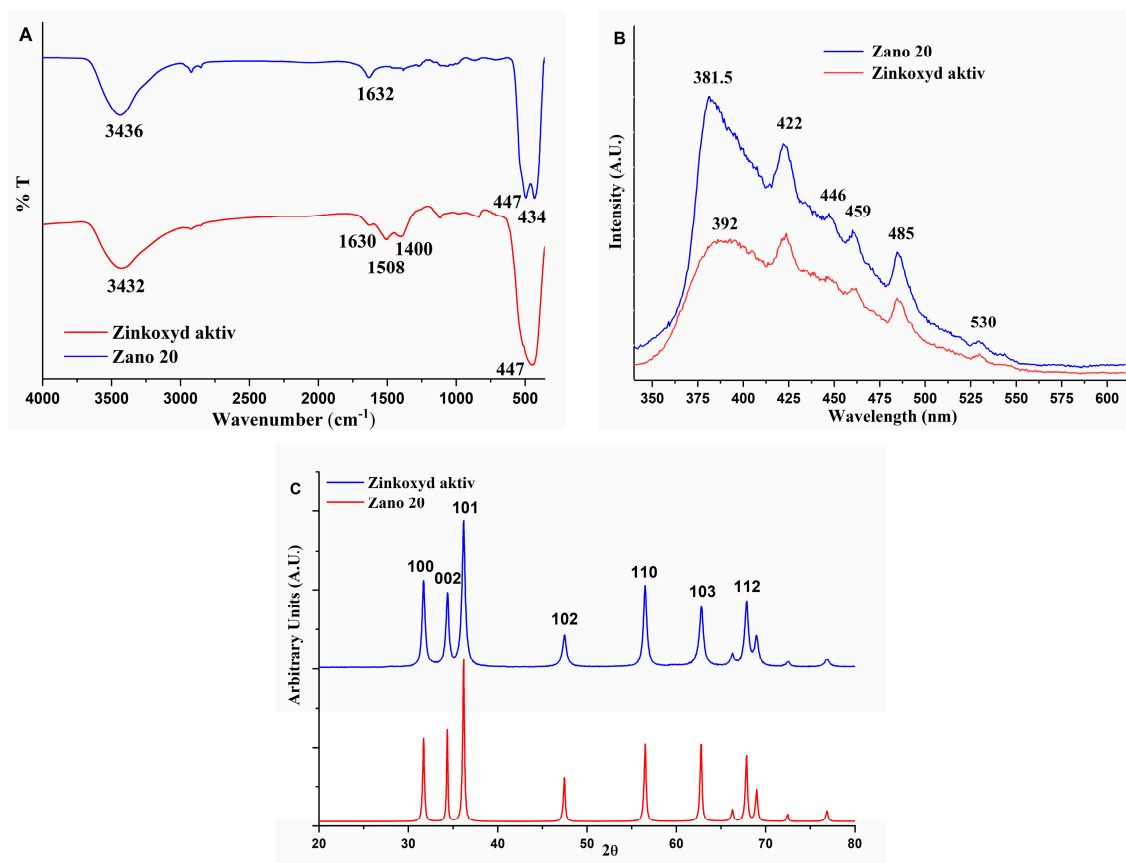 A
3436
1632
% T
447 434
1630
1508
1400
3432
447
Zinkoxyd aktiv
Zano 20
4000 3500 3000 2500 2000 1500 1000 500
Wavenumber (cm-1)
B
Zano 20
Zinkoxyd aktiv
381.5
422
446
459
485
392
530
Intensity (A.U.)
350 375 400 425 450 475 500 525 550 575 600
Wavelength (nm)
C
Zinkoxyd aktiv
Zano 20
101
100
002
102
110
103
112
Arbitrary Units (A.U.)
20 30 40 50 60 70 80
2θ